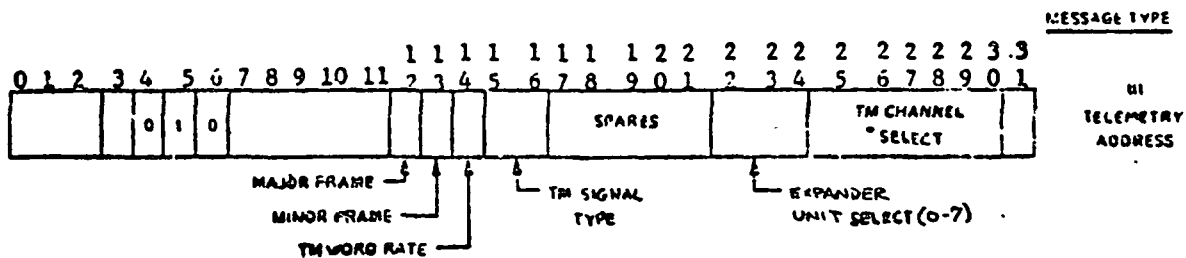 MESSAGE TYPE
1 1 1 1 1 1 1 1 2 2 2 2 2 2 2 2 2 2 3 .3
0 1 2 3 4 5 6 7 8 9 10 11 2 3 4 5 6 7 8 9 0 1 2 3 4 5 6 7 8 9 0 1
0 1 0
SPARES
TM CHANNEL
SELECT
III
TELEMETRY
ADDRESS
MAJOR FRAME
MINOR FRAME
TM WORD RATE
TM SIGNAL
TYPE
EXPANDER
UNIT SELECT (0-7)